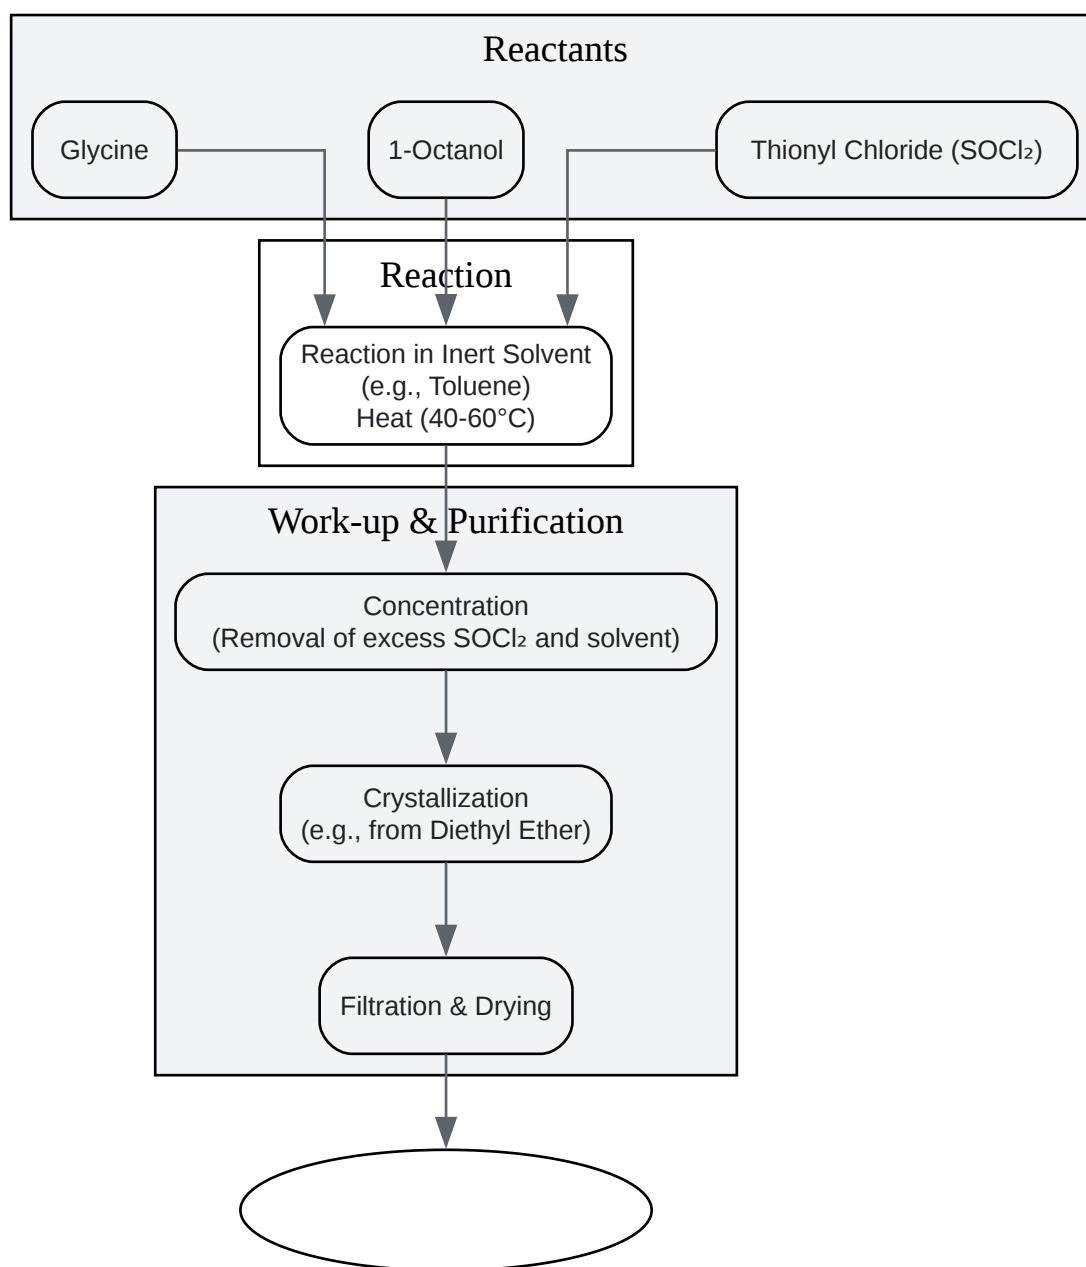 Reactants
Glycine
1-Octanol
Thionyl Chloride (SOCl₂)
Reaction
Reaction in Inert Solvent
(e.g., Toluene)
Heat (40-60°C)
Work-up & Purification
Concentration
(Removal of excess SOCl₂ and solvent)
Crystallization
(e.g., from Diethyl Ether)
Filtration & Drying